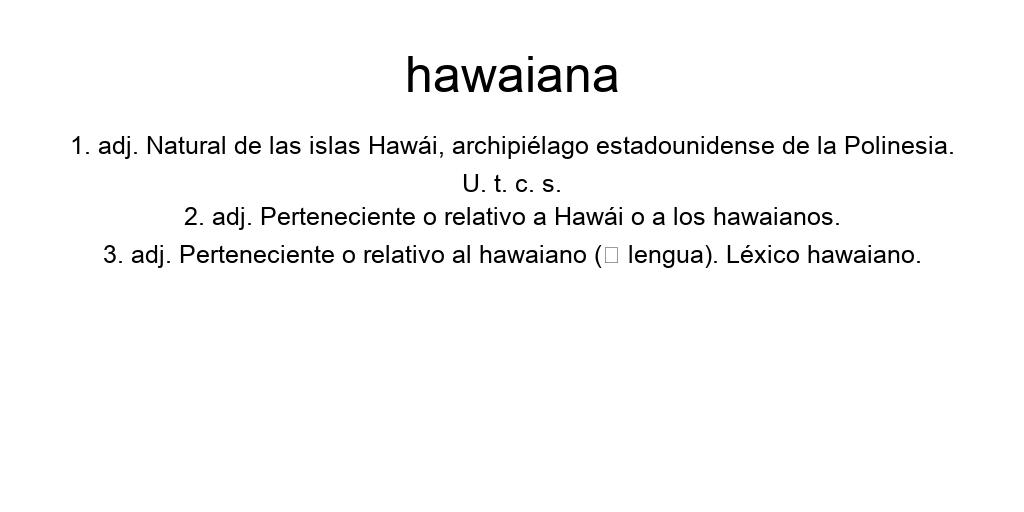 hawaiana
1. adj. Natural de las islas Hawái, archipiélago estadounidense de la Polinesia.
U. t. c. s.
2. adj. Perteneciente o relativo a Hawái o a los hawaianos.
3. adj. Perteneciente o relativo al hawaiano (□ lengua). Léxico hawaiano.